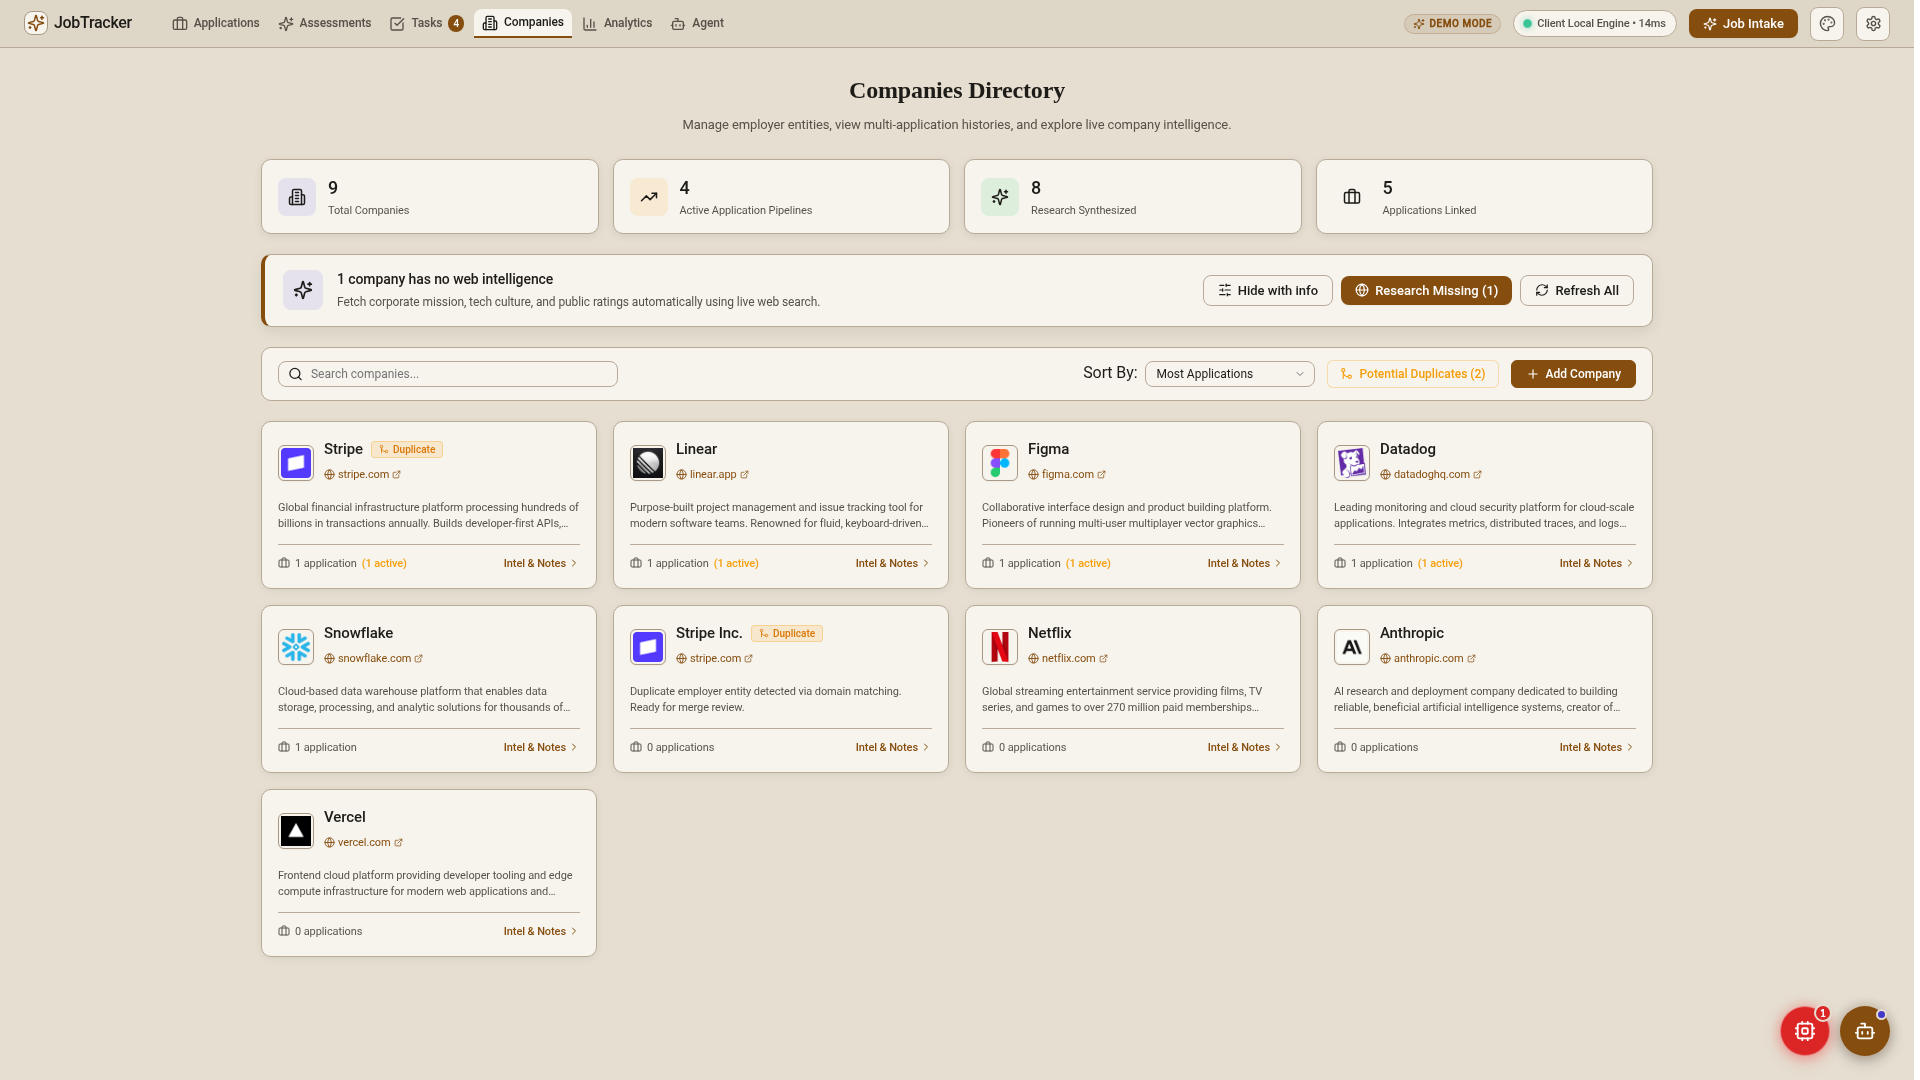 JobTracker
Applications
Assessments
Tasks 4
Companies
Analytics
Agent
DEMO MODE
Client Local Engine • 14ms
Job Intake
Companies Directory
Manage employer entities, view multi-application histories, and explore live company intelligence.
9
Total Companies
4
Active Application Pipelines
8
Research Synthesized
5
Applications Linked
1 company has no web intelligence
Fetch corporate mission, tech culture, and public ratings automatically using live web search.
Hide with info
Research Missing (1)
Refresh All
Search companies...
Sort By:
Most Applications
Potential Duplicates (2)
Add Company
Stripe
Duplicate
stripe.com
Global financial infrastructure platform processing hundreds of
billions in transactions annually. Builds developer-first APIs,...
1 application (1 active)
Intel & Notes
Linear
linear.app
Purpose-built project management and issue tracking tool for
modern software teams. Renowned for fluid, keyboard-driven...
1 application (1 active)
Intel & Notes
Figma
figma.com
Collaborative interface design and product building platform.
Pioneers of running multi-user multiplayer vector graphics...
1 application (1 active)
Intel & Notes
Datadog
datadoghq.com
Leading monitoring and cloud security platform for cloud-scale
applications. Integrates metrics, distributed traces, and logs...
1 application (1 active)
Intel & Notes
Snowflake
snowflake.com
Cloud-based data warehouse platform that enables data
storage, processing, and analytic solutions for thousands of...
1 application
Intel & Notes
Stripe Inc.
Duplicate
stripe.com
Duplicate employer entity detected via domain matching.
Ready for merge review.
0 applications
Intel & Notes
N
Netflix
netflix.com
Global streaming entertainment service providing films, TV
series, and games to over 270 million paid memberships...
0 applications
Intel & Notes
AI
Anthropic
anthropic.com
AI research and deployment company dedicated to building
reliable, beneficial artificial intelligence systems, creator of...
0 applications
Intel & Notes
Vercel
vercel.com
Frontend cloud platform providing developer tooling and edge
compute infrastructure for modern web applications and...
0 applications
Intel & Notes
1